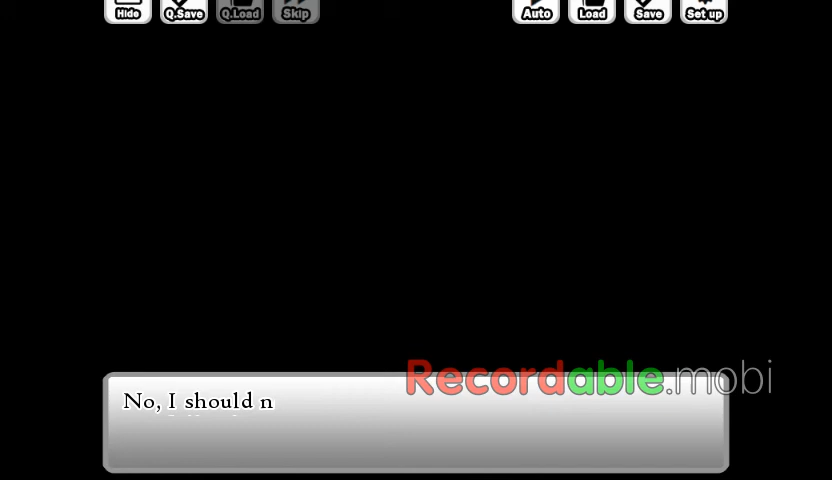 Hide Q.Save Q.Load Skip Auto Load Save Set up
Recordable.mobi
No, I should n